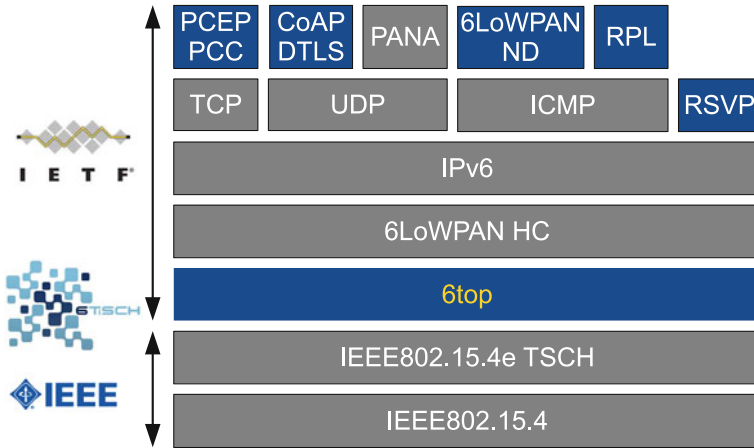 PCEP
PCC
CoAP
DTLS
PANA
6LoWPAN
ND
RPL
TCP
UDP
ICMP
RSVP
IETF®
IPv6
6LoWPAN HC
6TiSCH
6top
IEEE802.15.4e TSCH
IEEE
IEEE802.15.4